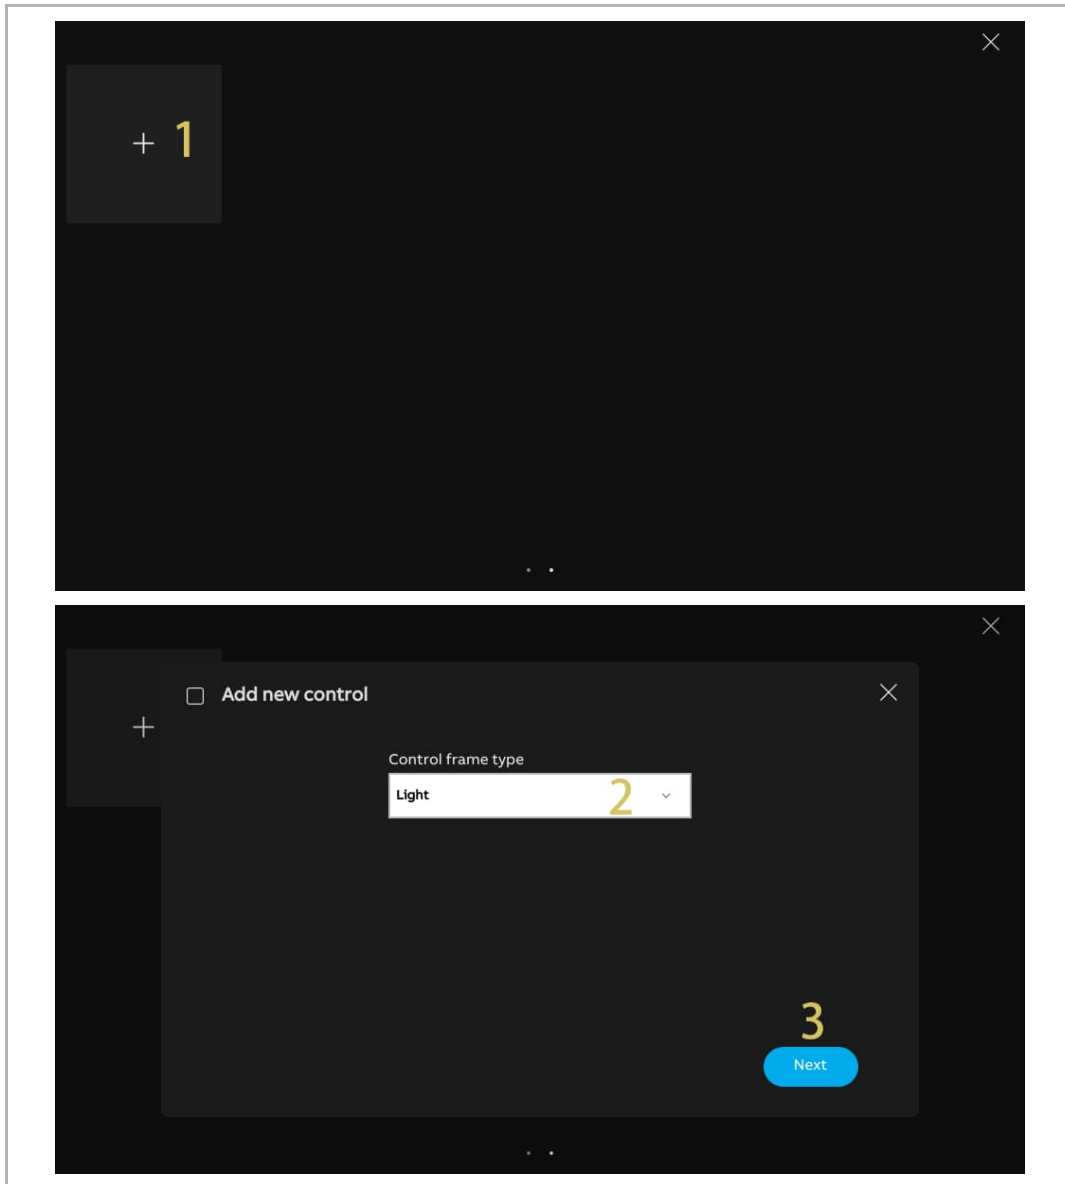 + 1
Add new control
+
Control frame type
Light 2
3
Next